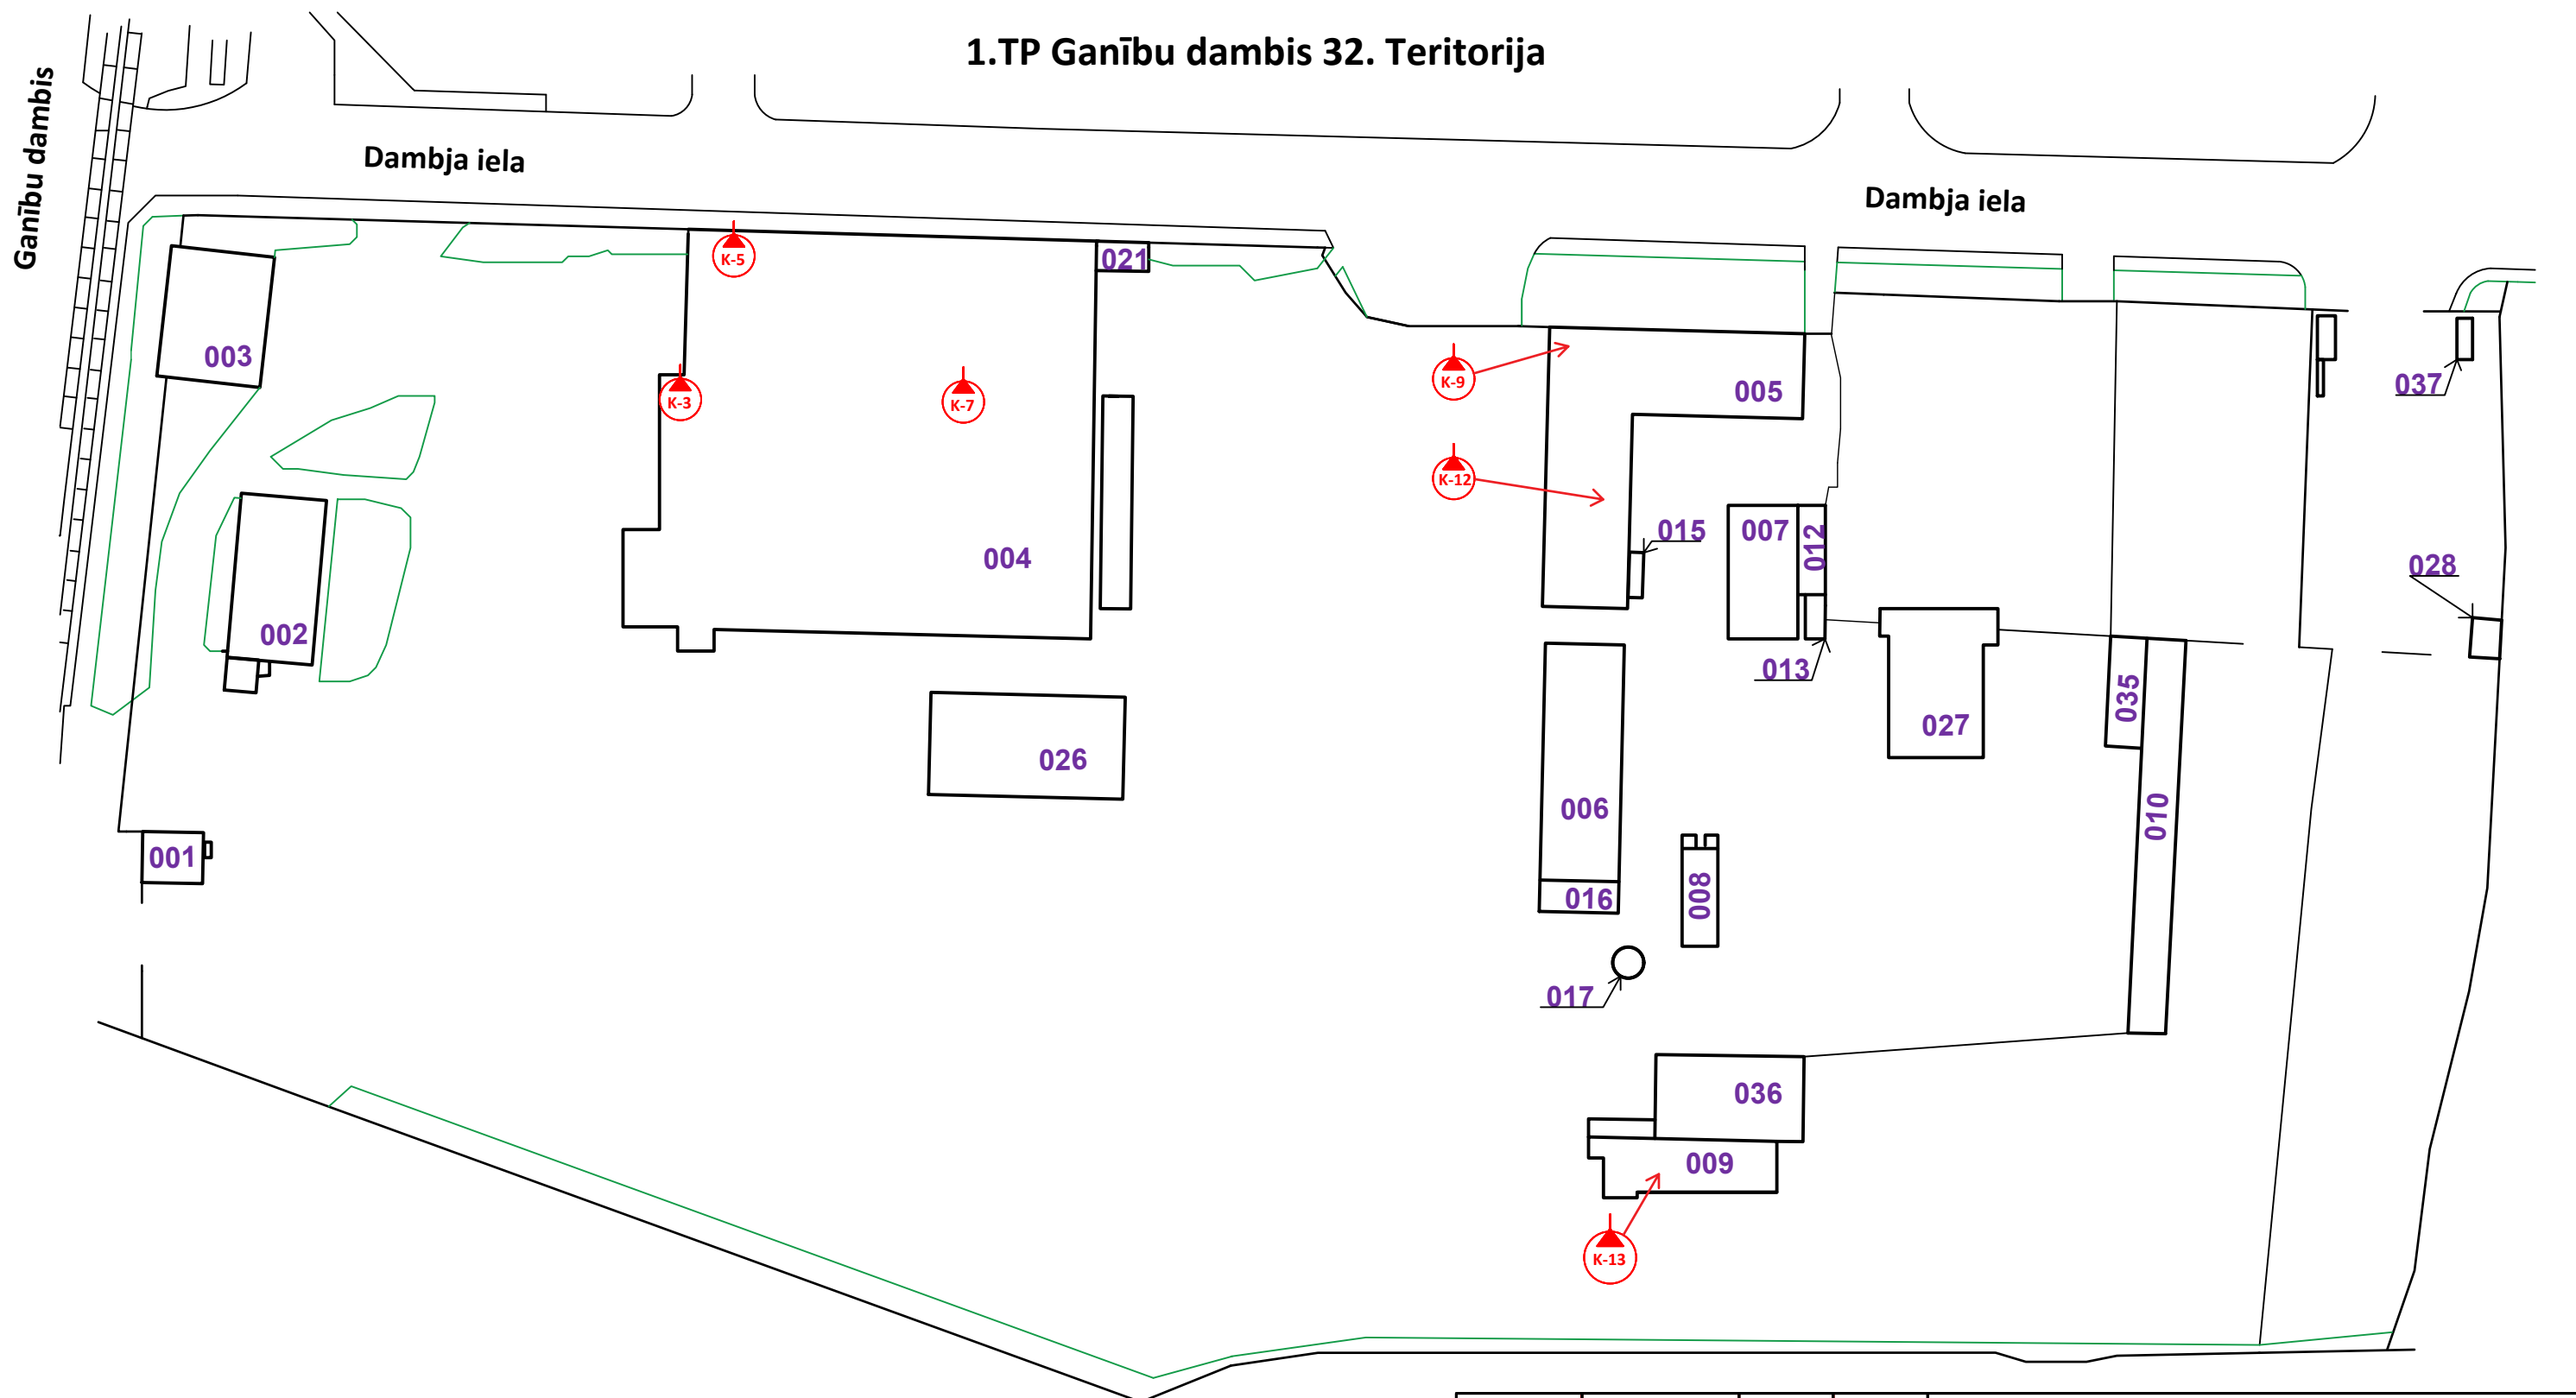 1.TP Ganību dambis 32. Teritorija
Ganību dambis
Dambja iela
Dambja iela
K-5
021
003
K-3
K-7
K-9
005
037
K-12
015
007
012
004
028
002
013
035
027
026
006
010
001
016
008
017
036
009
K-13